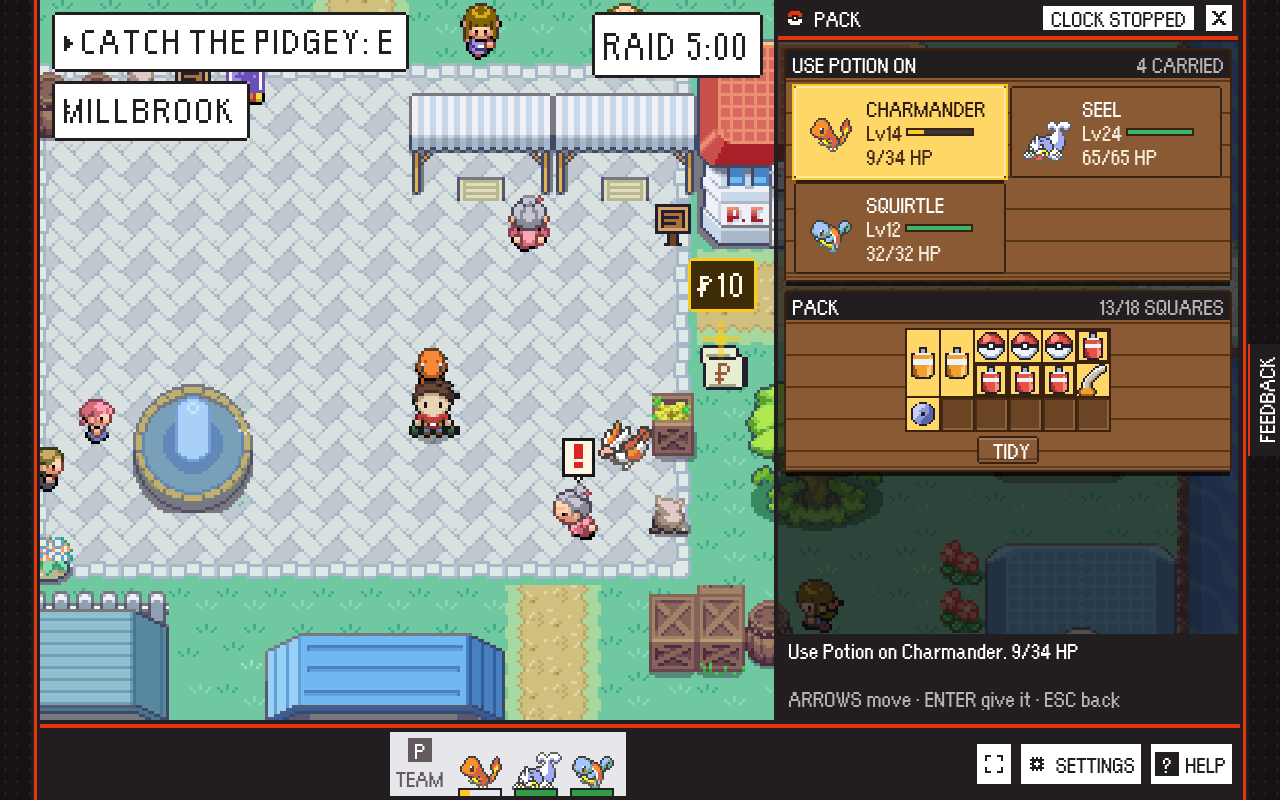 ▸CATCH THE PIDGEY: E
RAID 5:00
MILLBROOK
P.C
₽10
₽
!
PACK
CLOCK STOPPED
X
USE POTION ON
4 CARRIED
CHARMANDER
Lv14
9/34 HP
SEEL
Lv24
65/65 HP
SQUIRTLE
Lv12
32/32 HP
PACK
13/18 SQUARES
TIDY
FEEDBACK
Use Potion on Charmander. 9/34 HP
ARROWS move · ENTER give it · ESC back
P
TEAM
SETTINGS
? HELP